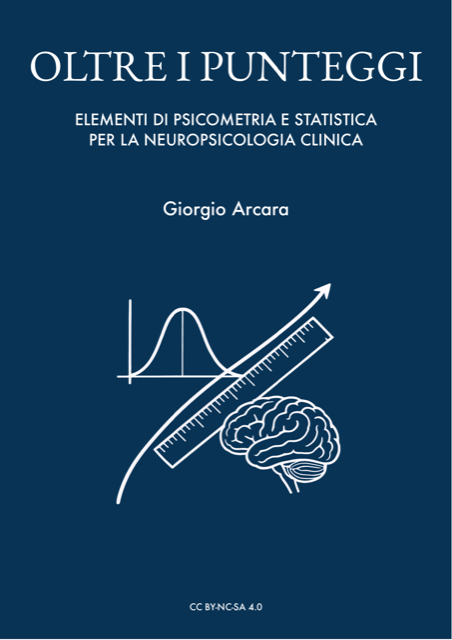 OLTRE I PUNTEGGI
ELEMENTI DI PSICOMETRIA E STATISTICA
PER LA NEUROPSICOLOGIA CLINICA
Giorgio Arcara
CC BY-NC-SA 4.0